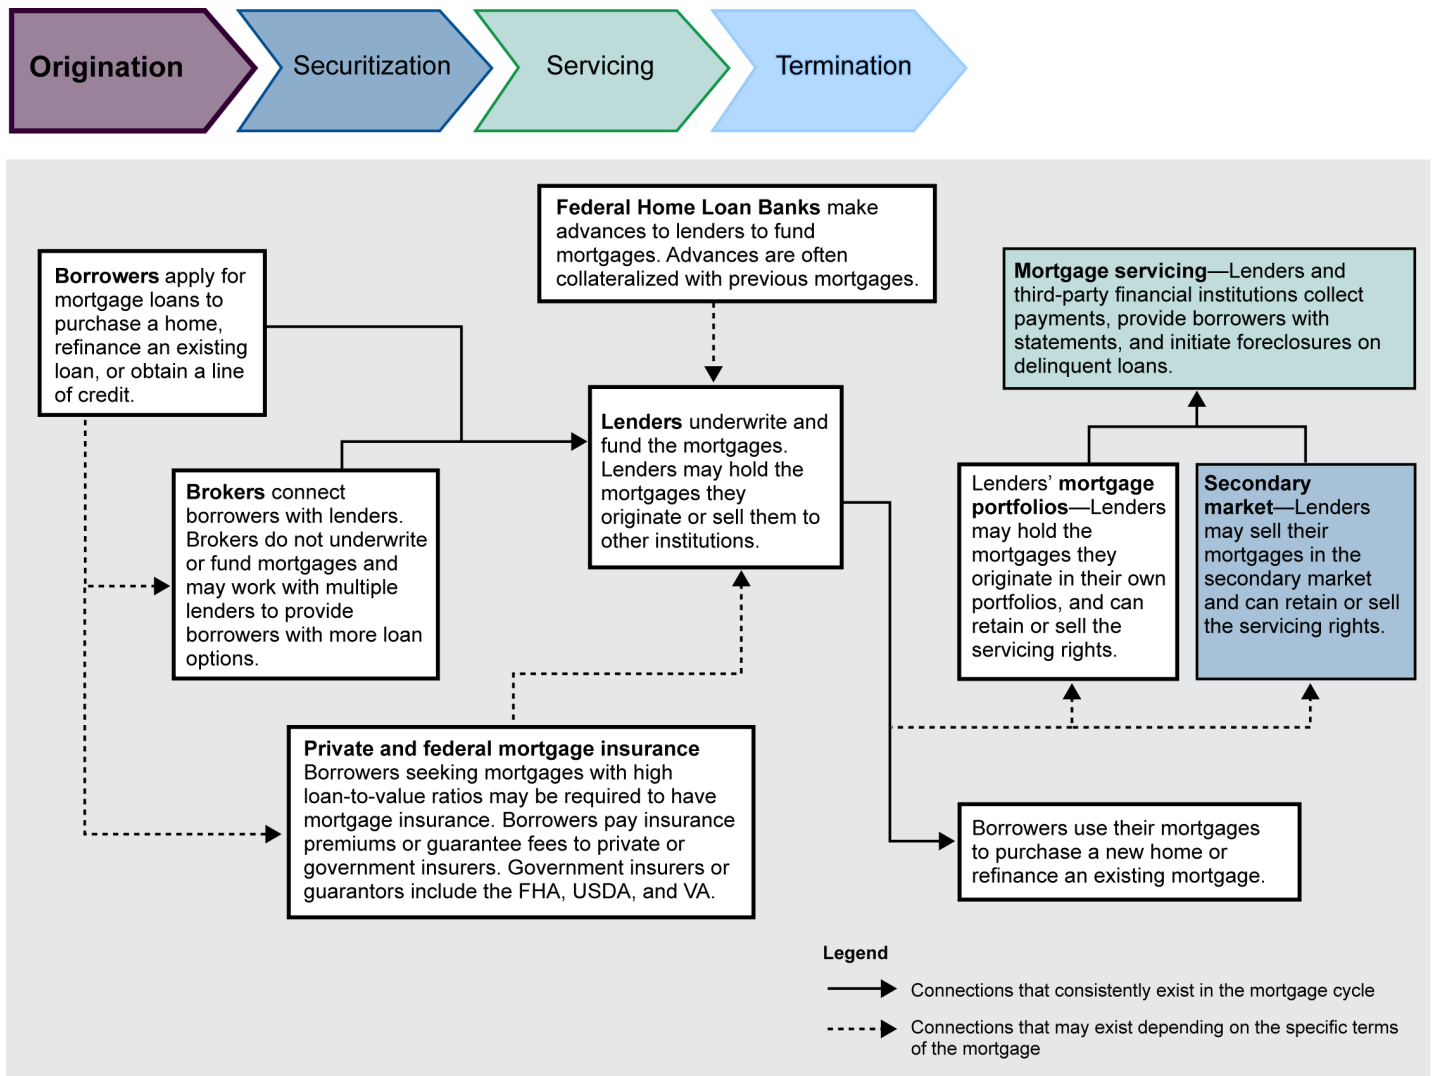 Origination
Securitization
Servicing
Termination
Federal Home Loan Banks make
advances to lenders to fund
mortgages. Advances are often
collateralized with previous mortgages.
Borrowers apply for
mortgage loans to
purchase a home,
refinance an existing
loan, or obtain a line
of credit.
Mortgage servicing—Lenders and
third-party financial institutions collect
payments, provide borrowers with
statements, and initiate foreclosures on
delinquent loans.
Lenders underwrite and
fund the mortgages.
Lenders may hold the
mortgages they
originate or sell them to
other institutions.
Brokers connect
borrowers with lenders.
Brokers do not underwrite
or fund mortgages and
may work with multiple
lenders to provide
borrowers with more loan
options.
Lenders’ mortgage
portfolios—Lenders
may hold the
mortgages they
originate in their own
portfolios, and can
retain or sell the
servicing rights.
Secondary
market—Lenders
may sell their
mortgages in the
secondary market
and can retain or sell
the servicing rights.
Private and federal mortgage insurance
Borrowers seeking mortgages with high
loan-to-value ratios may be required to have
mortgage insurance. Borrowers pay insurance
premiums or guarantee fees to private or
government insurers. Government insurers or
guarantors include the FHA, USDA, and VA.
Borrowers use their mortgages
to purchase a new home or
refinance an existing mortgage.
Legend
Connections that consistently exist in the mortgage cycle
Connections that may exist depending on the specific terms
of the mortgage